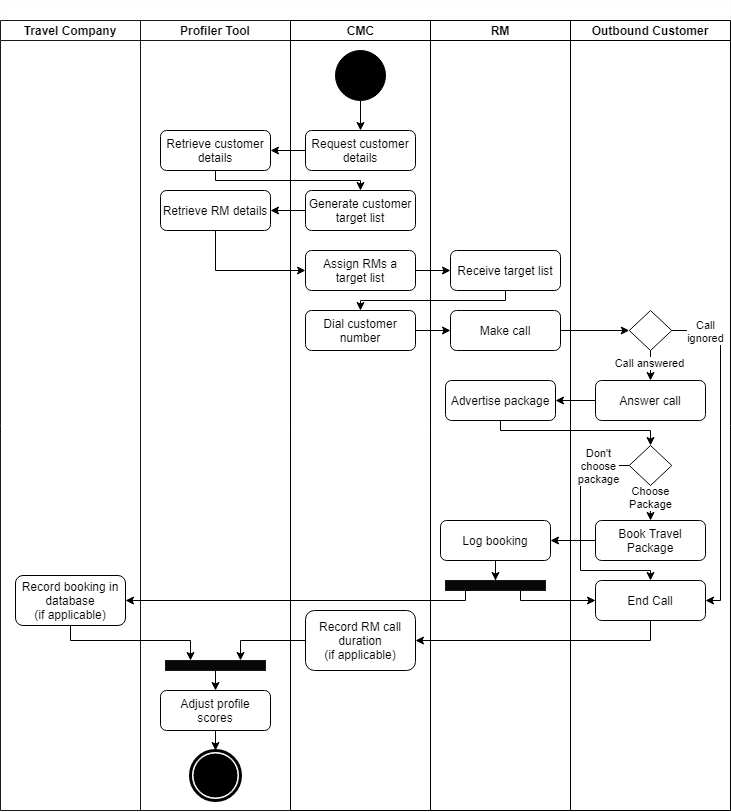 Travel Company
Profiler Tool
CMC
RM
Outbound Customer
Retrieve customer
details
Request customer
details
Retrieve RM details
Generate customer
target list
Assign RMs a
target list
Receive target list
Dial customer
number
Make call
Call
ignored
Call answered
Advertise package
Answer call
Don't
choose
package
Choose
Package
Log booking
Book Travel
Package
Record booking in
database
(if applicable)
End Call
Record RM call
duration
(if applicable)
Adjust profile
scores